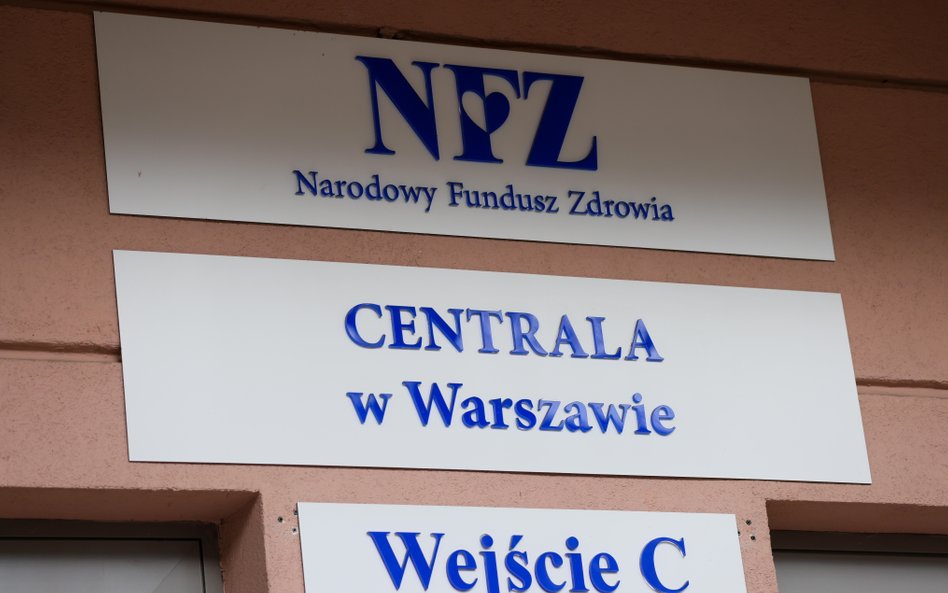 NFZ
Narodowy Fundusz Zdrowia
CENTRALA
w Warszawie
Wejście C